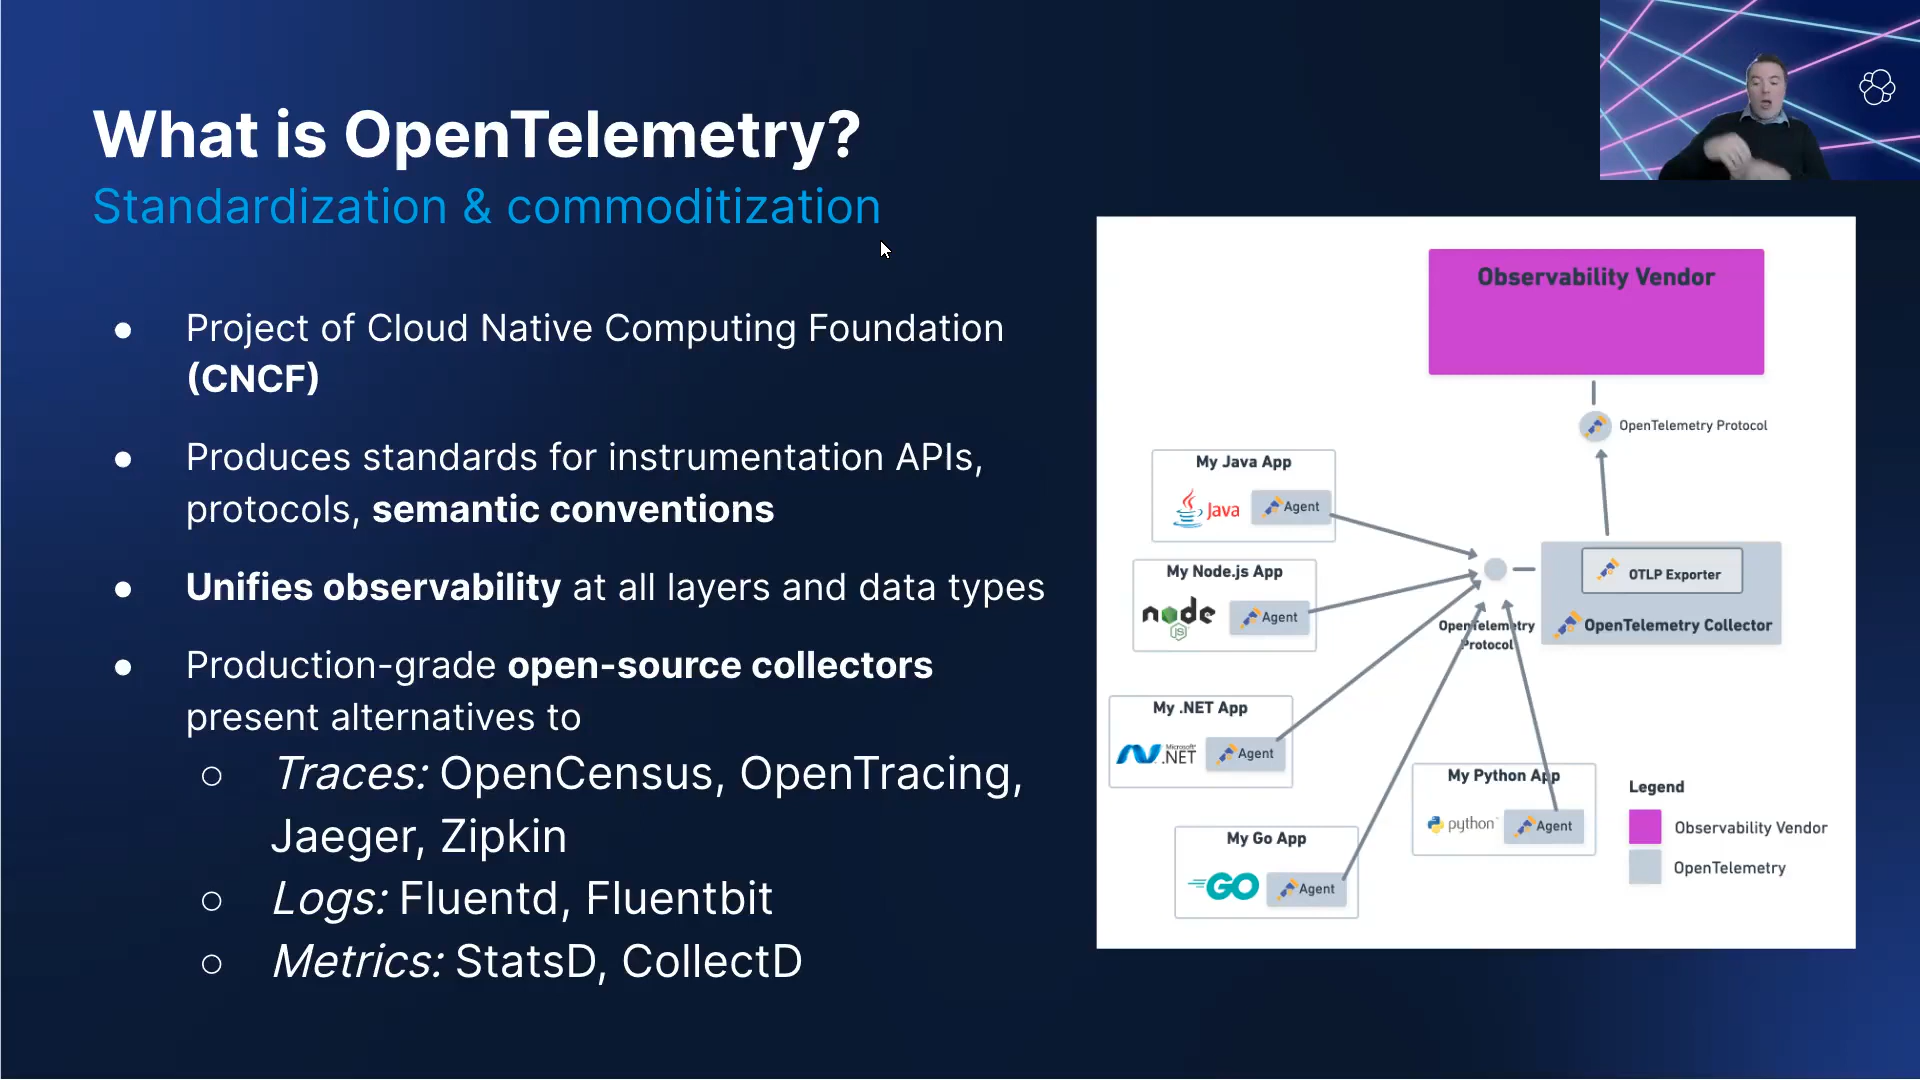 What is OpenTelemetry?
Standardization & commoditization
● Project of Cloud Native Computing Foundation
(CNCF)
● Produces standards for instrumentation APIs,
protocols, semantic conventions
● Unifies observability at all layers and data types
● Production-grade open-source collectors
present alternatives to
○ Traces: OpenCensus, OpenTracing,
Jaeger, Zipkin
○ Logs: Fluentd, Fluentbit
○ Metrics: StatsD, CollectD
Observability Vendor
OpenTelemetry Protocol
My Java App
Java
Agent
My Node.js App
node
JS
Agent
OTLP Exporter
OpenTelemetry Collector
OpenTelemetry
Protocol
My .NET App
Microsoft
.NET
Agent
My Python App
python
Agent
My Go App
GO
Agent
Legend
Observability Vendor
OpenTelemetry